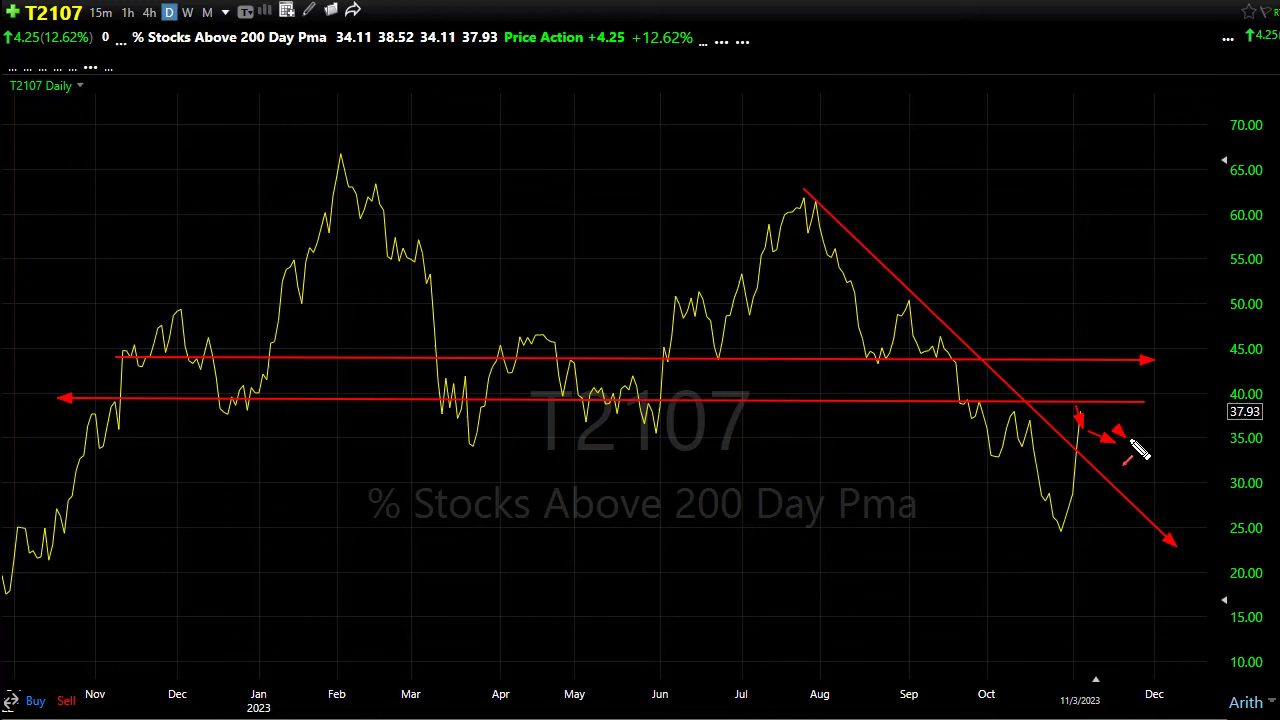 T2107 15m 1h 4h D W M T
4.25(12.62%) 0 ... % Stocks Above 200 Day Pma 34.11 38.52 34.11 37.93 Price Action +4.25 +12.62% ... ... ... ... 4.25
... ... ... ... ... ... ...
T2107 Daily
70.00
65.00
60.00
55.00
50.00
45.00
40.00
37.93
35.00
30.00
25.00
20.00
15.00
10.00
T2107
% Stocks Above 200 Day Pma
Nov Dec Jan Feb Mar Apr May Jun Jul Aug Sep Oct 11/3/2023 Dec
2023
Buy Sell
Arith